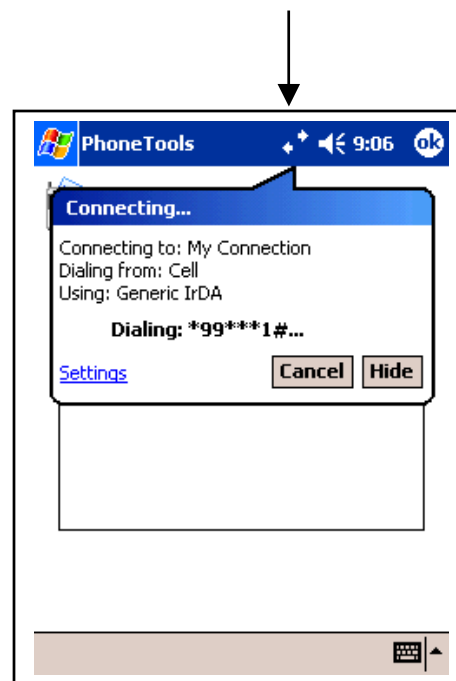 PhoneTools 9:06 ok
Connecting...
Connecting to: My Connection
Dialing from: Cell
Using: Generic IrDA
Dialing: *99***1#...
Settings Cancel Hide